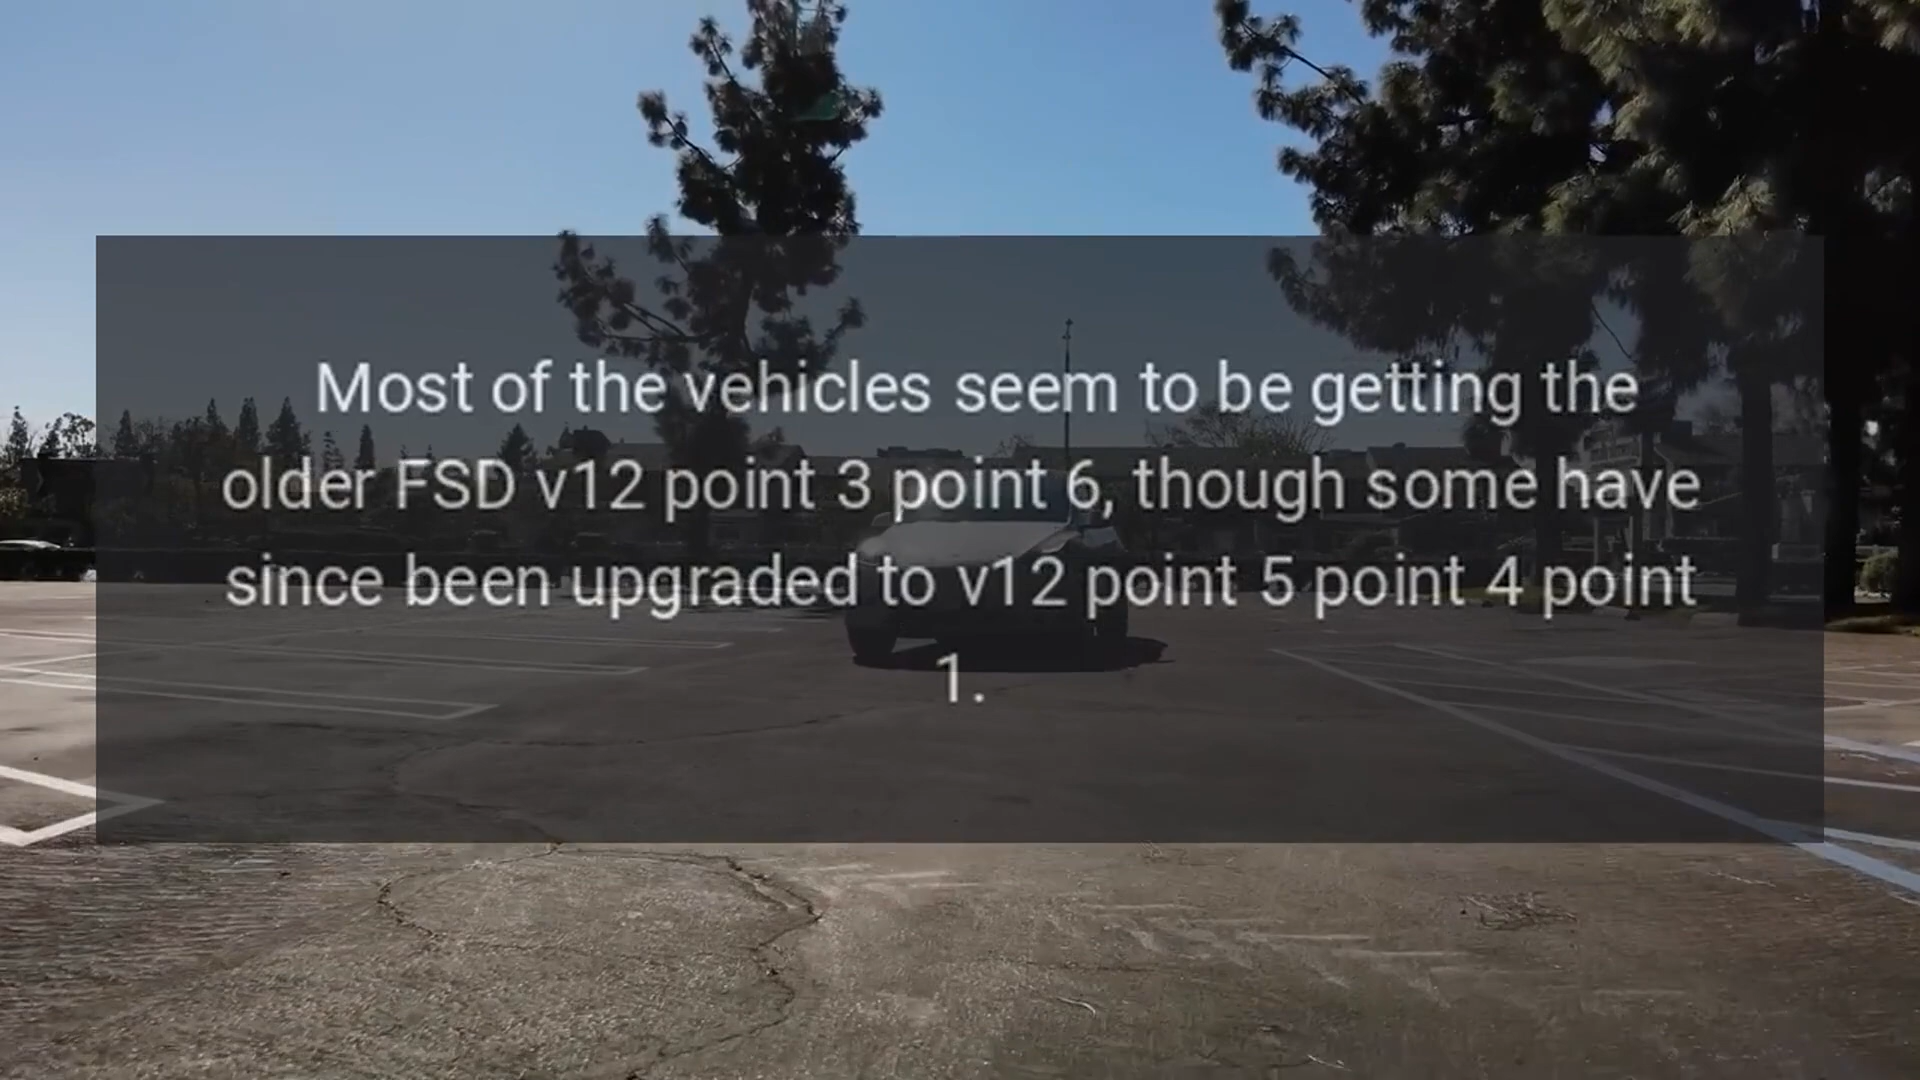 Most of the vehicles seem to be getting the
older FSD v12 point 3 point 6, though some have
since been upgraded to v12 point 5 point 4 point
1.